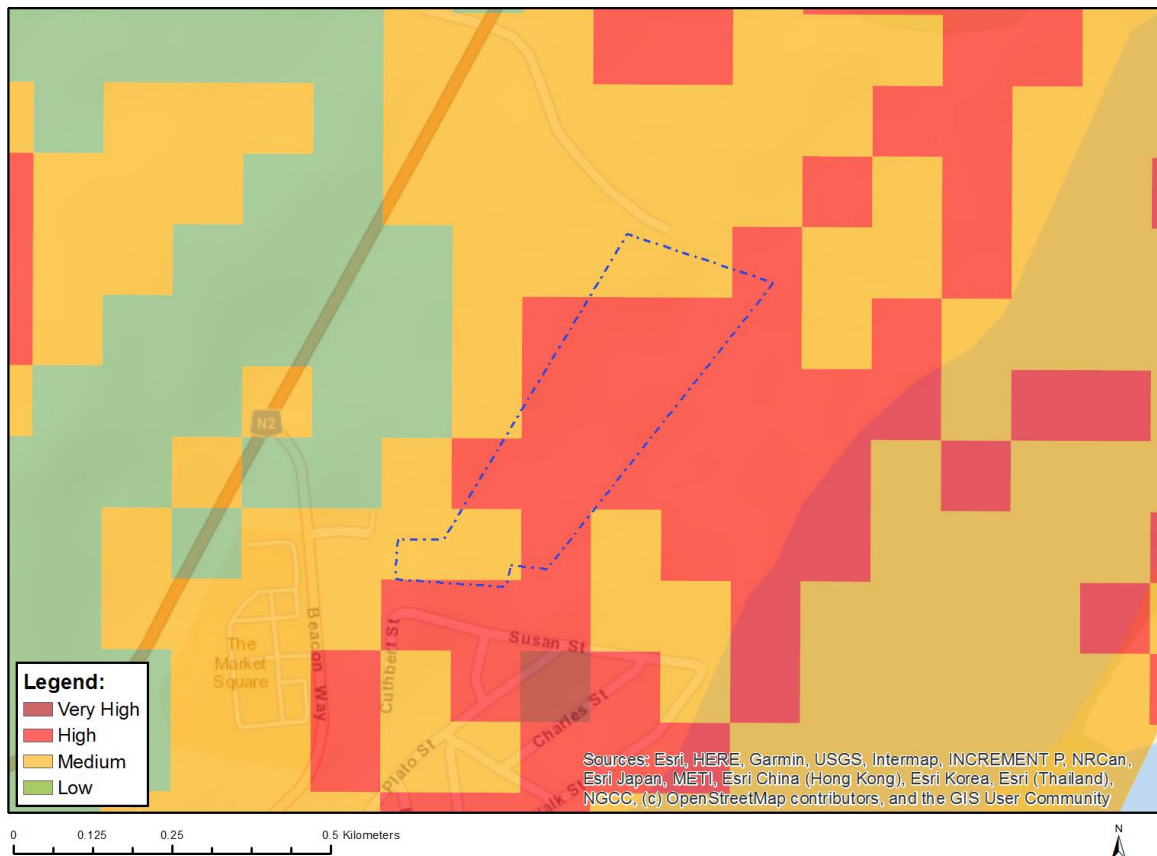 N2
The
Market
Square
Beacon Way
Cuthbert St
Susan St
Charles St
Plato St
Sources: Esri, HERE, Garmin, USGS, Intermap, INCREMENT P, NRCan,
Esri Japan, METI, Esri China (Hong Kong), Esri Korea, Esri (Thailand),
NGCC, (c) OpenStreetMap contributors, and the GIS User Community
Legend:
Very High
High
Medium
Low
0 0.125 0.25 0.5 Kilometers
N